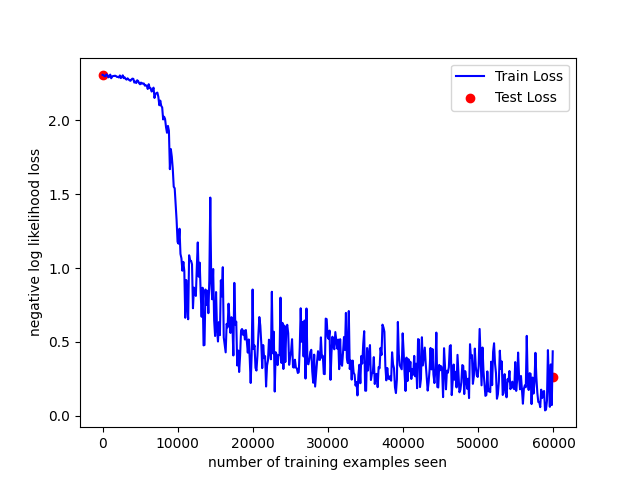 Train Loss
Test Loss
2.0
1.5
1.0
0.5
0.0
negative log likelihood loss
0 10000 20000 30000 40000 50000 60000
number of training examples seen